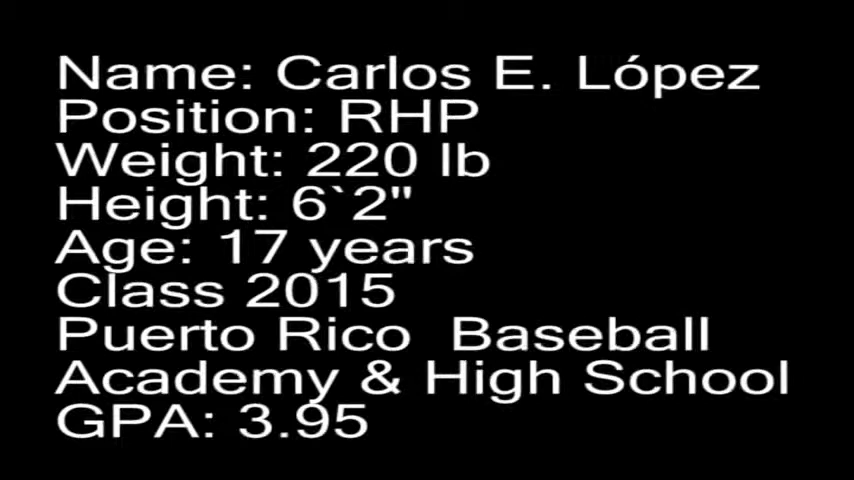 Name: Carlos E. López
Position: RHP
Weight: 220 lb
Height: 6`2"
Age: 17 years
Class 2015
Puerto Rico  Baseball
Academy & High School
GPA: 3.95